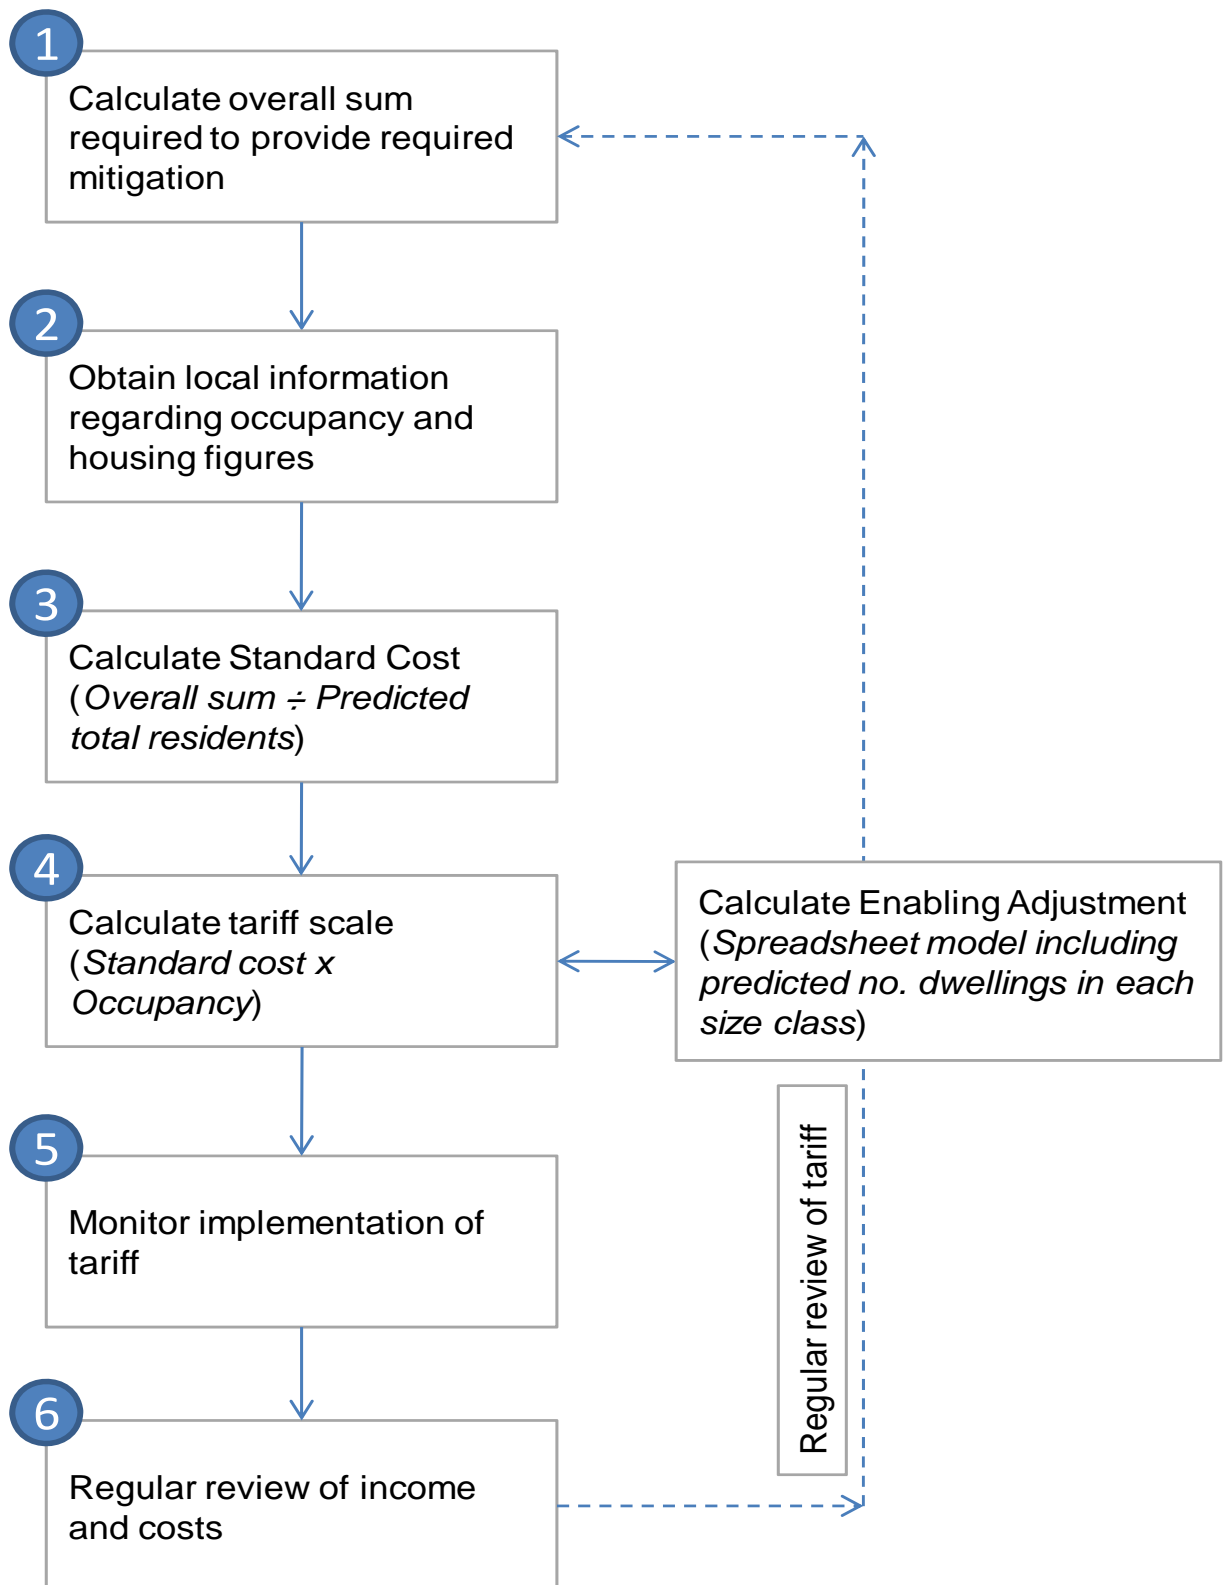 1
Calculate overall sum
required to provide required
mitigation
2
Obtain local information
regarding occupancy and
housing figures
3
Calculate Standard Cost
(Overall sum ÷ Predicted
total residents)
4
Calculate tariff scale
(Standard cost x
Occupancy)
Calculate Enabling Adjustment
(Spreadsheet model including
predicted no. dwellings in each
size class)
5
Monitor implementation of
tariff
Regular review of tariff
6
Regular review of income
and costs